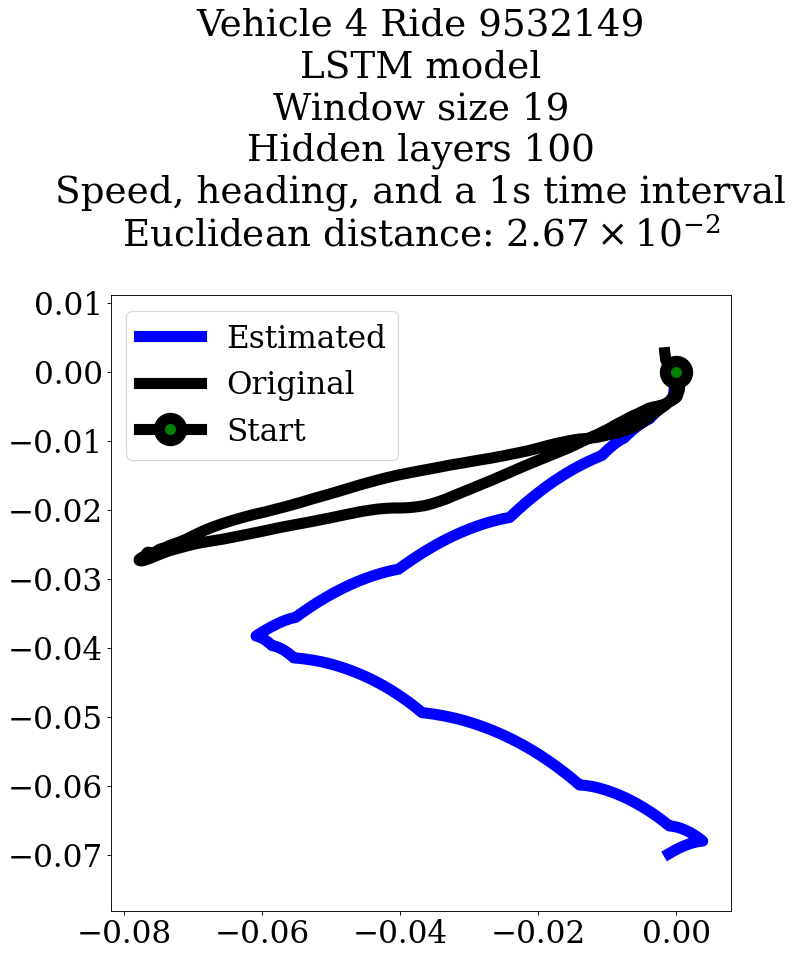 Vehicle 4 Ride 9532149
LSTM model
Window size 19
Hidden layers 100
Speed, heading, and a 1s time interval
Euclidean distance: 2.67 × 10⁻²
Estimated
Original
Start
0.01
0.00
−0.01
−0.02
−0.03
−0.04
−0.05
−0.06
−0.07
−0.08 −0.06 −0.04 −0.02 0.00